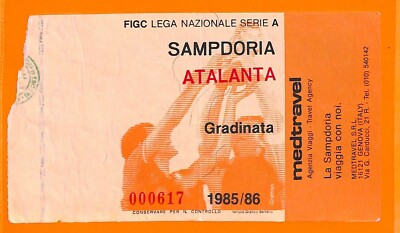 FIGC LEGA NAZIONALE SERIE A
SAMPDORIA
ATALANTA
Gradinata
000617
1985/86
CONSERVARE PER IL CONTROLLO
medtravel
Agenzia Viaggi - Travel Agency
La Sampdoria
viaggia con noi.
MEDTRAVEL S.R.L.
16121 GENOVA (ITALY)
Via G. Carducci, 21 R. - Tel. (010) 540142